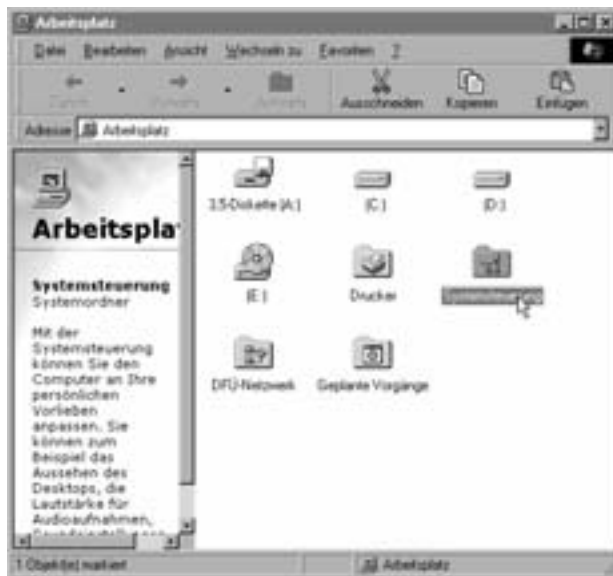 Arbeitsplatz
Datei Bearbeiten Ansicht Wechseln zu Favoriten ?
Zurück Vorwärts Aufwärts Ausschneiden Kopieren Einfügen
Adresse Arbeitsplatz
3,5-Diskette (A:) (C:) (D:)
(E:) Drucker Systemsteuerung
DFÜ-Netzwerk Geplante Vorgänge
Arbeitspla
Systemsteuerung
Systemordner
Mit der
Systemsteuerung
können Sie den
Computer an Ihre
persönlichen
Vorlieben
anpassen. Sie
können zum
Beispiel das
Aussehen des
Desktops, die
Lautstärke für
Audioaufnahmen,
1 Objekt(e) markiert Arbeitsplatz